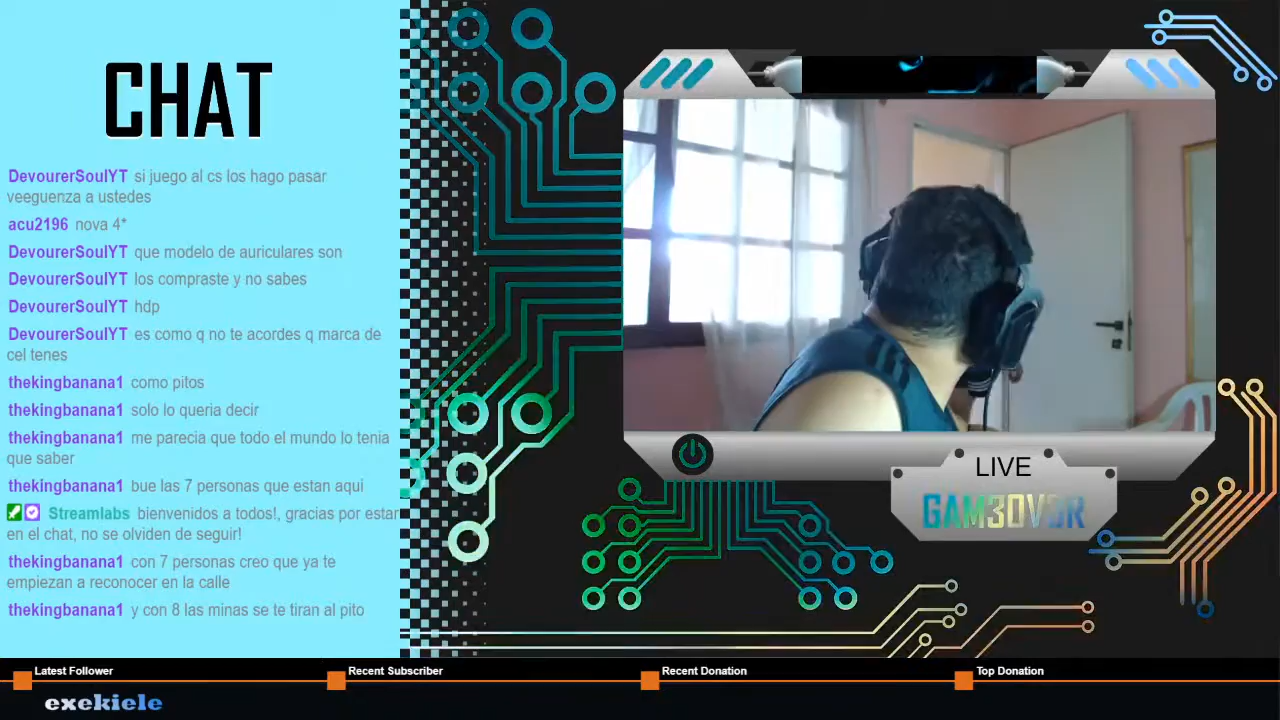 CHAT
DevourerSoulYT si juego al cs los hago pasar
veeguenza a ustedes
acu2196 nova 4*
DevourerSoulYT que modelo de auriculares son
DevourerSoulYT los compraste y no sabes
DevourerSoulYT hdp
DevourerSoulYT es como q no te acordes q marca de
cel tenes
thekingbanana1 como pitos
thekingbanana1 solo lo queria decir
thekingbanana1 me parecia que todo el mundo lo tenia
que saber
thekingbanana1 bue las 7 personas que estan aqui
Streamlabs bienvenidos a todos!, gracias por estar
en el chat, no se olviden de seguir!
thekingbanana1 con 7 personas creo que ya te
empiezan a reconocer en la calle
thekingbanana1 y con 8 las minas se te tiran al pito
LIVE
GAM3OV3R
Latest Follower
Recent Subscriber
Recent Donation
Top Donation
exekiele